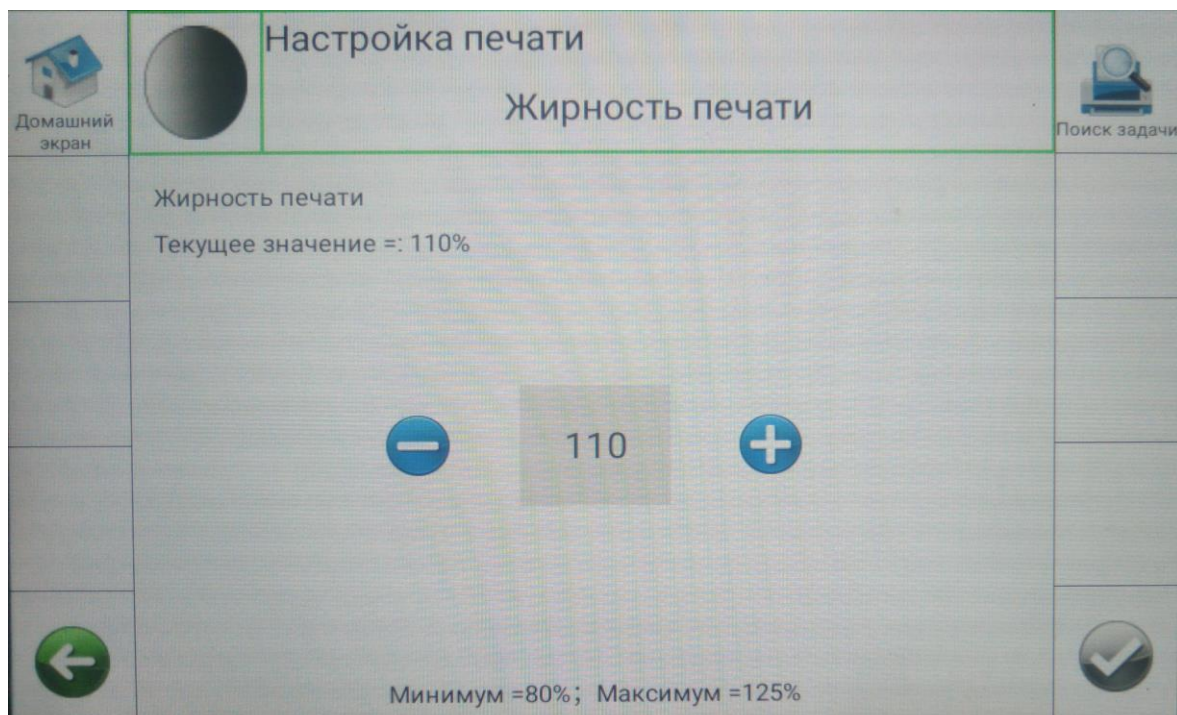 Настройка печати
Жирность печати
Домашний
экран
Поиск задачи
Жирность печати
Текущее значение =: 110%
110
Минимум =80%; Максимум =125%